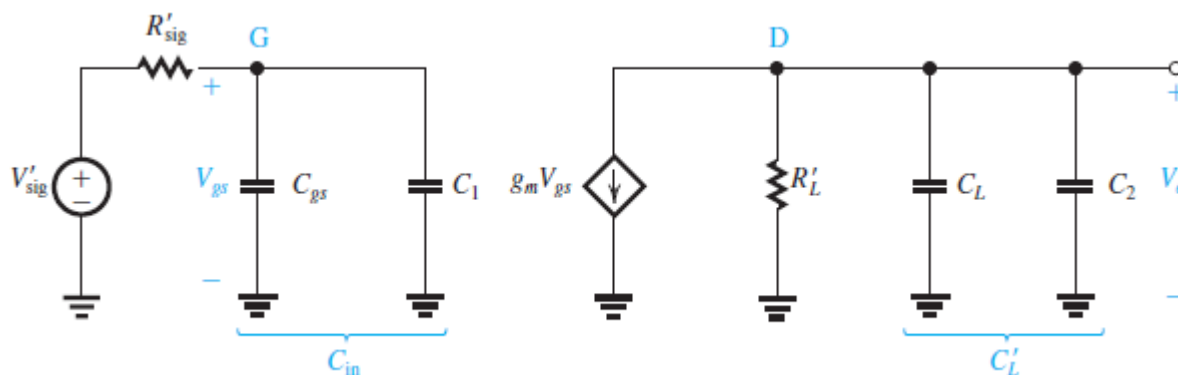 R′sig
G
D
+
+
V′sig
+
−
Vgs
Cgs
C1
gmVgs
R′L
CL
C2
−
−
Cin
C′L